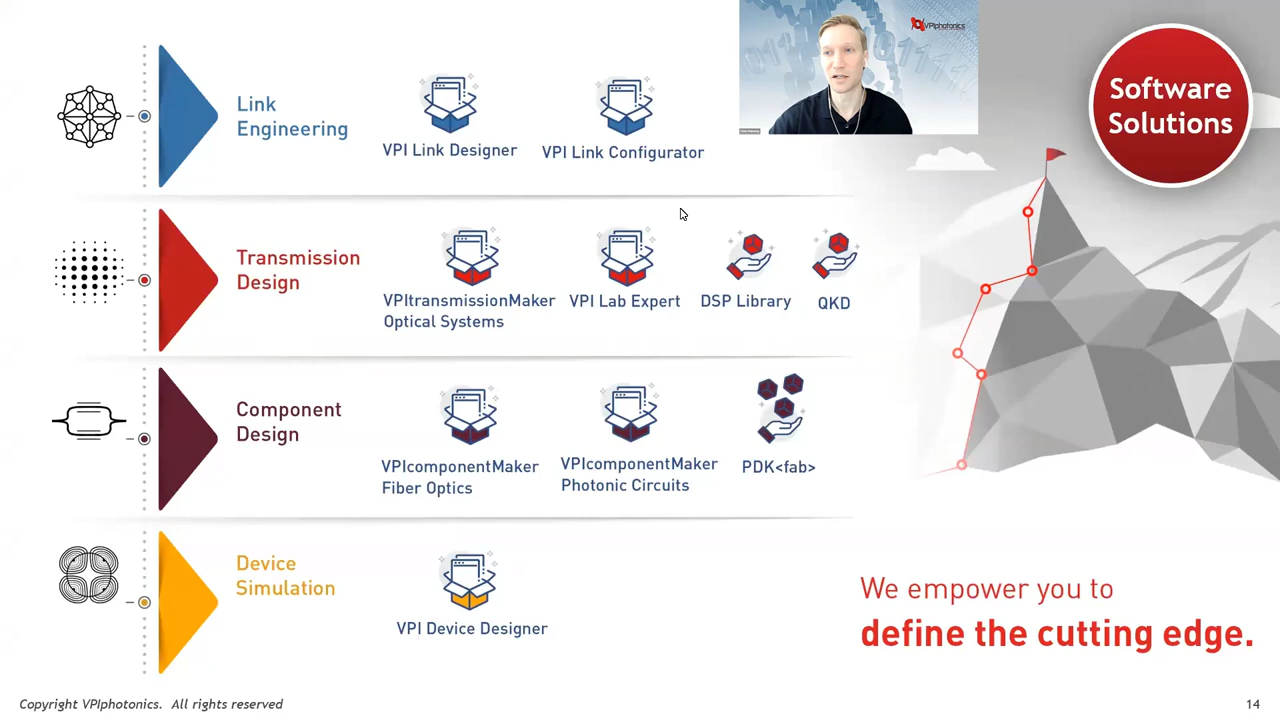 VPIphotonics
Software
Solutions
Link
Engineering
VPI Link Designer
VPI Link Configurator
Transmission
Design
VPItransmissionMaker
Optical Systems
VPI Lab Expert
DSP Library
QKD
Component
Design
VPIcomponentMaker
Fiber Optics
VPIcomponentMaker
Photonic Circuits
PDK<fab>
Device
Simulation
VPI Device Designer
We empower you to
define the cutting edge.
Copyright VPIphotonics. All rights reserved
14